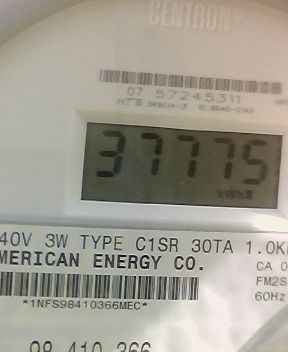 CENTRON®
07 57245311
37775
kWh
40V 3W TYPE C1SR 30TA 1.0K
MERICAN ENERGY CO.
CA 0
FM2S
*1NFS98410366MEC*
60Hz
98 410 366